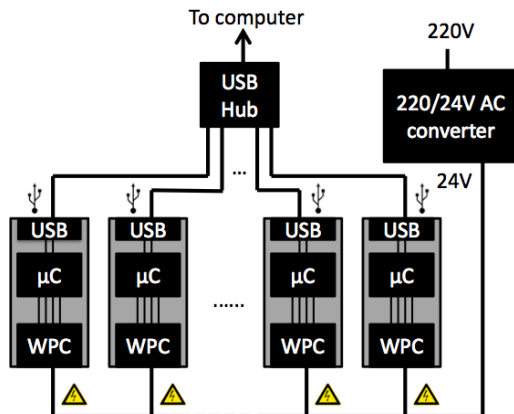 To computer
220V
USB
Hub
220/24V AC
converter
...
24V
USB
USB
USB
USB
µC
µC
µC
µC
......
WPC
WPC
WPC
WPC